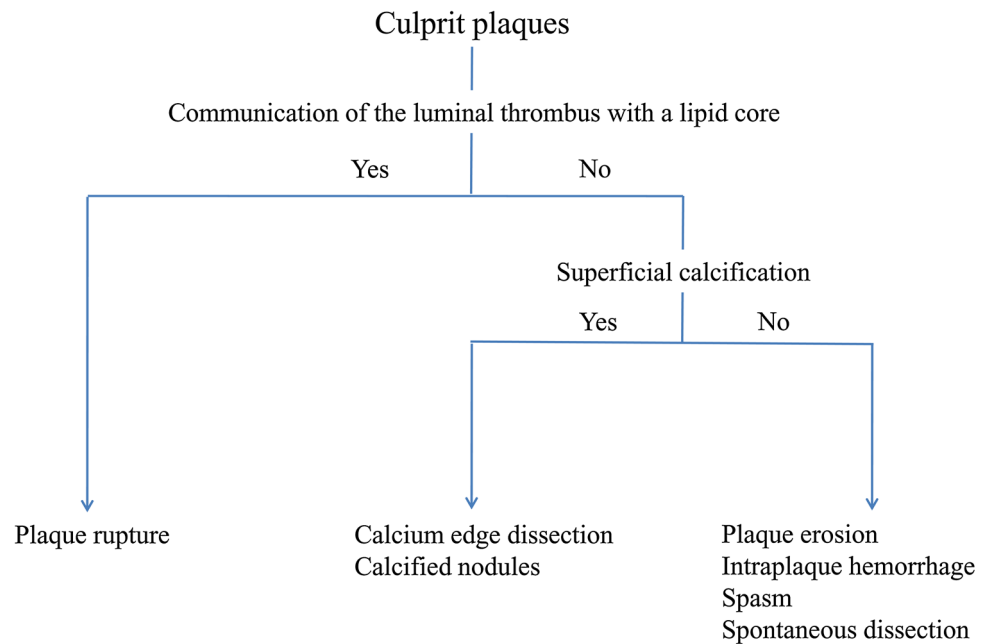 Culprit plaques
Communication of the luminal thrombus with a lipid core
Yes
No
Superficial calcification
Yes
No
Plaque rupture
Calcium edge dissection
Calcified nodules
Plaque erosion
Intraplaque hemorrhage
Spasm
Spontaneous dissection